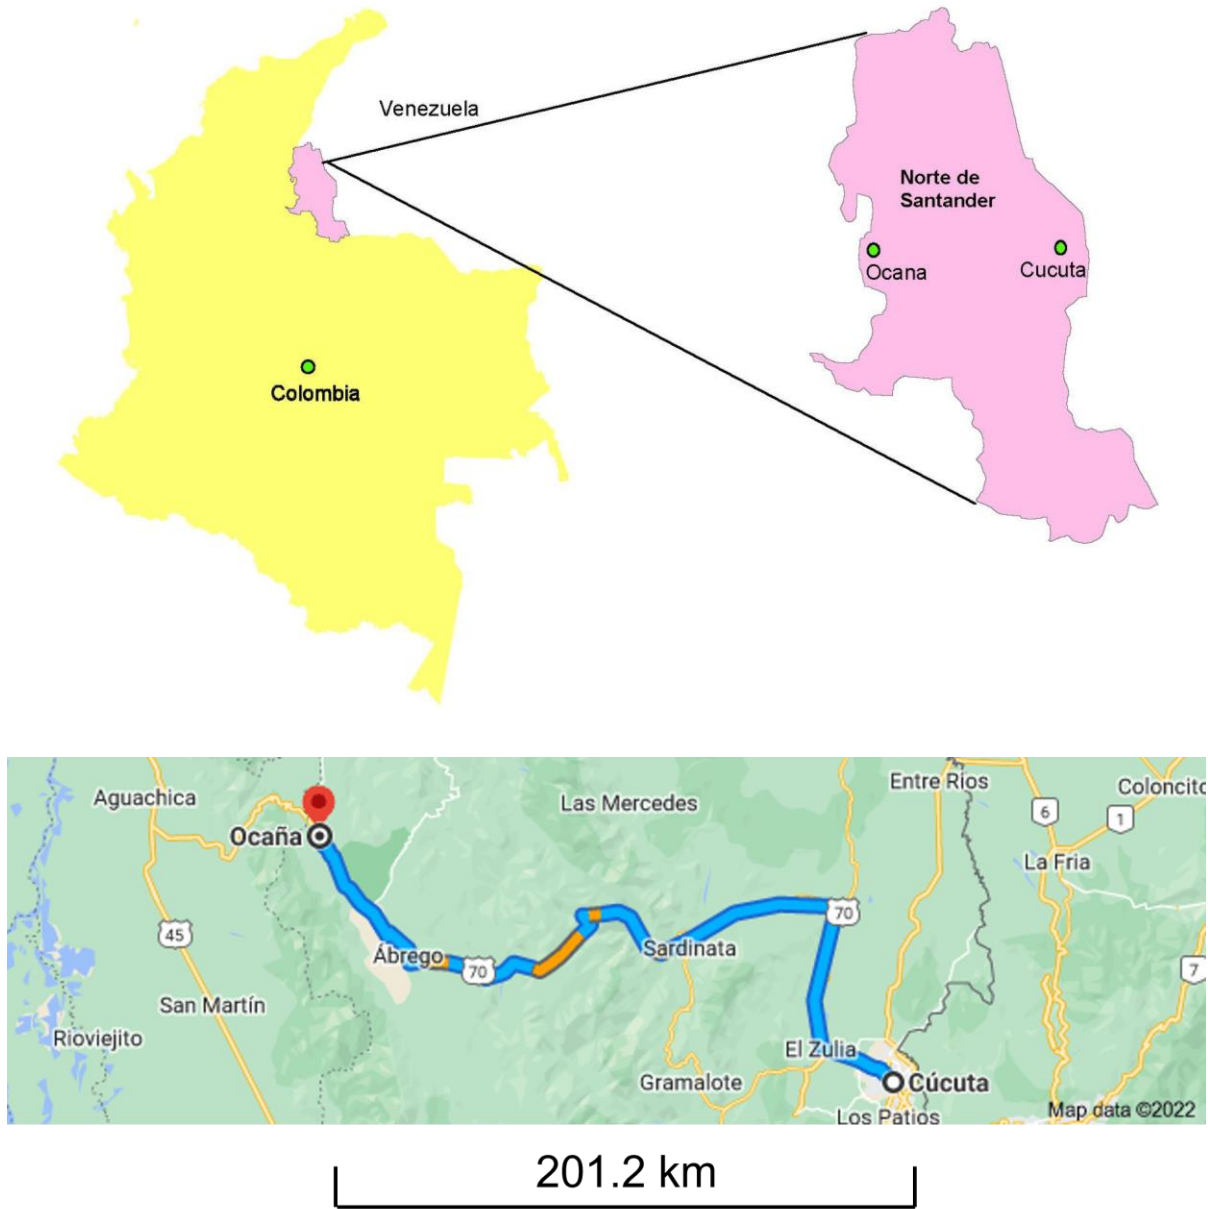 Venezuela
Norte de
Santander
Ocana
Cucuta
Colombia
Aguachica
Las Mercedes
Entre Rios
Coloncito
6
1
Ocaña
La Fria
70
45
Ábrego
Sardinata
70
7
San Martín
Rioviejito
El Zulia
Gramalote
Cúcuta
Los Patios
Map data ©2022
201.2 km